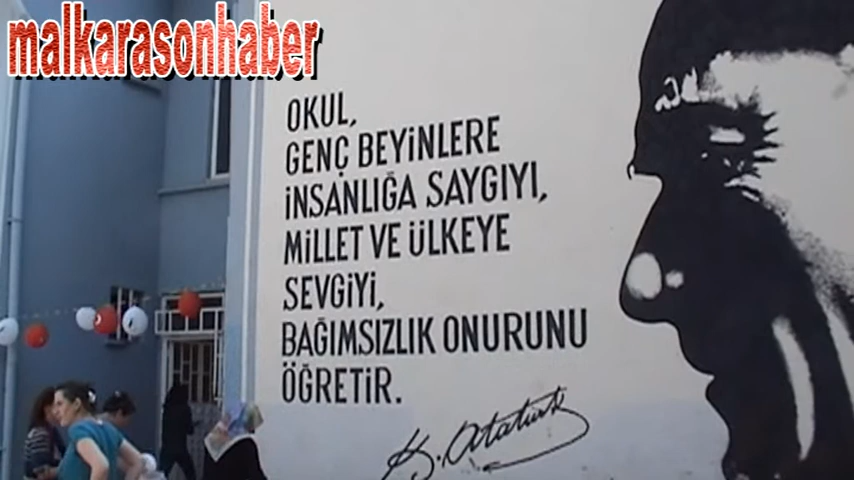 malkarasonhaber
OKUL,
GENÇ BEYİNLERE
İNSANLIĞA SAYGIYI,
MİLLET VE ÜLKEYE
SEVGİYİ,
BAĞIMSIZLIK ONURUNU
ÖĞRETİR.
K. Atatürk